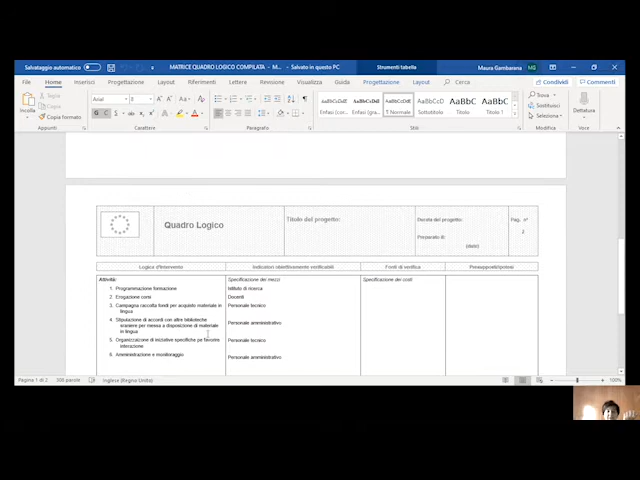 Salvataggio automatico
MATRICE QUADRO LOGICO COMPILATA - M... - Salvato in questo PC
Strumenti tabella
Maura Gambarana MG
File Home Inserisci Progettazione Layout Riferimenti Lettere Revisione Visualizza Guida Progettazione Layout Cerca Condividi Commenti
Incolla
Taglia
Copia
Copia formato
Arial 8
G C S
AaBbCcDdE AaBbCcDdE AaBbCcDdE AaBbCcD AaBbC AaBbC
Enfasi (cor... Enfasi (gra... 1 Normale Sottotitolo Titolo Titolo 1
Trova
Sostituisci
Seleziona
Dettatura
Appunti Carattere Paragrafo Stili Modifica Voce
Quadro Logico
Titolo del progetto:
Durata del progetto:
Preparato il:
(data)
Pag. n°
2
Logica d'intervento Indicatori obiettivamente verificabili Fonti di verifica Presupposti/Ipotesi
Attività: Specificazione dei mezzi Specificazione dei costi
1. Programmazione formazione Istituto di ricerca
2. Erogazione corsi Docenti
3. Campagna raccolta fondi per acquisto materiale in lingua Personale tecnico
4. Stipulazione di accordi con altre biblioteche straniere per messa a disposizione di materiale in lingua Personale amministrativo
5. Organizzazione di iniziative specifiche per favorire interazione Personale tecnico
6. Amministrazione e monitoraggio Personale amministrativo
Pagina 1 di 2 300 parole Inglese (Regno Unito) 100%